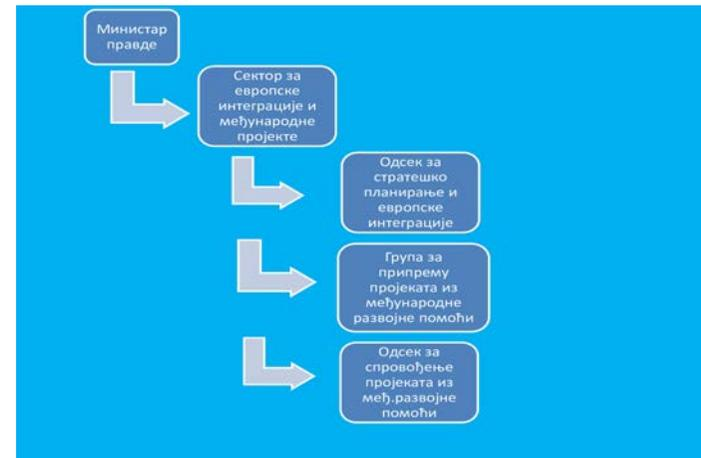 Министар
правде
Сектор за
европске
интеграције и
међународне
пројекте
Одсек за
стратешко
планирање и
европске
интеграције
Група за
припрему
пројеката из
међународне
развојне помоћи
Одсек за
спровођење
пројеката из
међ.развојне
помоћи